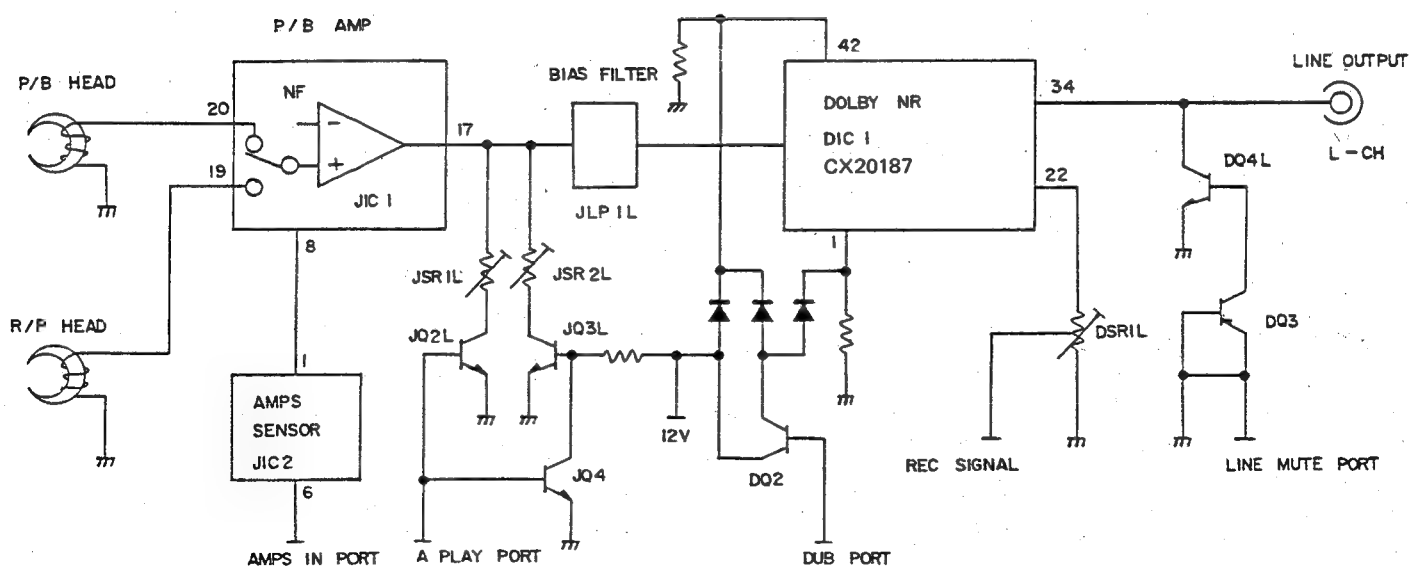 P/B AMP
P/B HEAD
20
19
NF
−
+
JIC 1
17
8
BIAS FILTER
JLP 1L
42
DOLBY NR
DIC 1
CX20187
34
22
1
LINE OUTPUT
L-CH
DQ4L
JSR1L
JSR2L
JQ2L
JQ3L
R/P HEAD
1
AMPS
SENSOR
JIC2
6
AMPS IN PORT
A PLAY PORT
JQ4
12V
DQ2
DUB PORT
REC SIGNAL
DSR1L
DQ3
LINE MUTE PORT